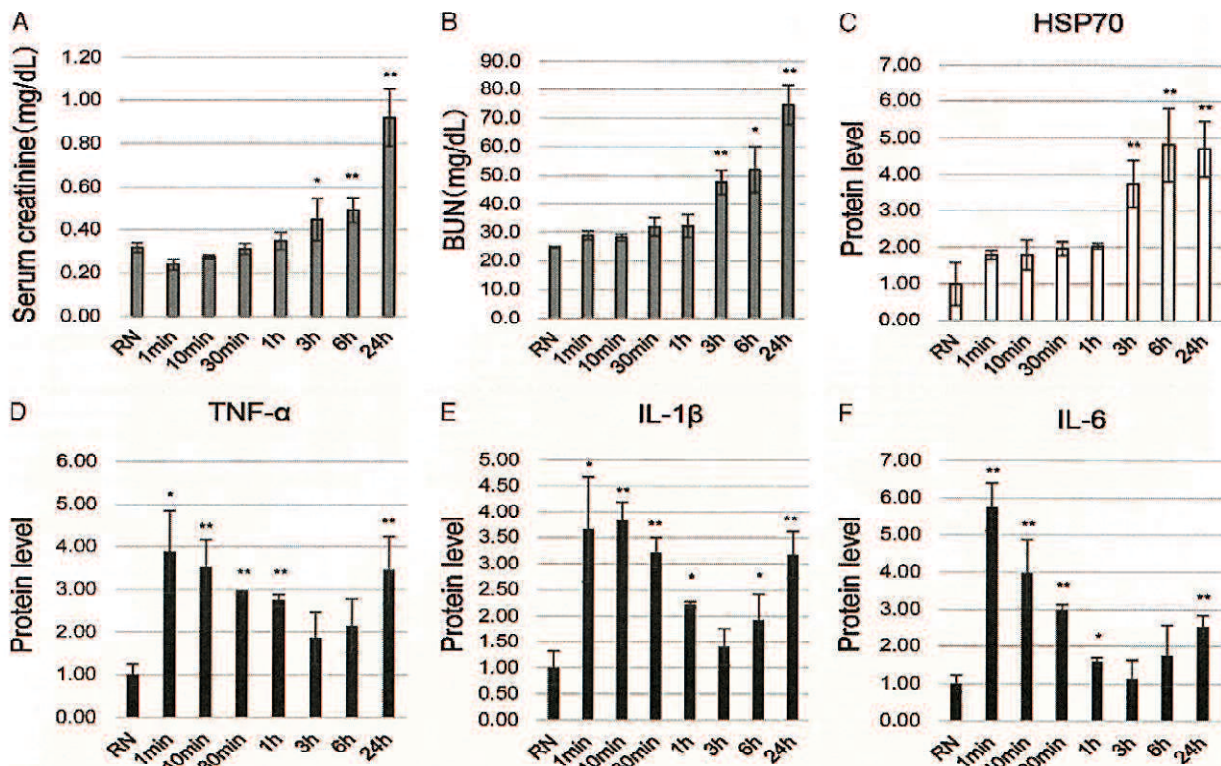 A
Serum creatinine(mg/dL)
1.20
1.00
0.80
0.60
0.40
0.20
0.00
*
**
**
RN
1min
10min
30min
1h
3h
6h
24h
B
BUN(mg/dL)
90.0
80.0
70.0
60.0
50.0
40.0
30.0
20.0
10.0
0.0
**
*
**
RN
1min
10min
30min
1h
3h
6h
24h
C
HSP70
Protein level
7.00
6.00
5.00
4.00
3.00
2.00
1.00
0.00
**
**
**
RN
1min
10min
30min
1h
3h
6h
24h
D
TNF-α
Protein level
6.00
5.00
4.00
3.00
2.00
1.00
0.00
*
**
**
**
**
RN
1min
10min
30min
1h
3h
6h
24h
E
IL-1β
Protein level
5.00
4.50
4.00
3.50
3.00
2.50
2.00
1.50
1.00
0.50
0.00
*
**
**
*
*
**
RN
1min
10min
30min
1h
3h
6h
24h
F
IL-6
Protein level
7.00
6.00
5.00
4.00
3.00
2.00
1.00
0.00
**
**
**
*
**
RN
1min
10min
30min
1h
3h
6h
24h